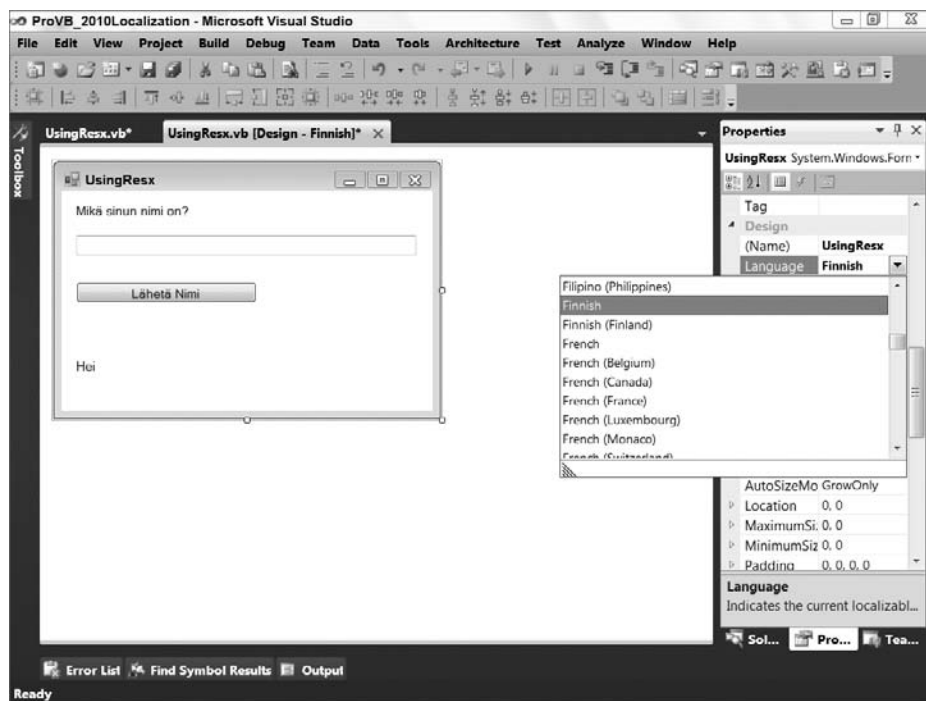 ProVB_2010Localization - Microsoft Visual Studio
File Edit View Project Build Debug Team Data Tools Architecture Test Analyze Window Help
Toolbox
UsingResx.vb* UsingResx.vb [Design - Finnish]*
UsingResx
Mikä sinun nimi on?
Lähetä Nimi
Hei
Properties
UsingResx System.Windows.Forn
Tag
Design
(Name) UsingResx
Language Finnish
Filipino (Philippines)
Finnish
Finnish (Finland)
French
French (Belgium)
French (Canada)
French (France)
French (Luxembourg)
French (Monaco)
French (Switzerland)
AutoSizeMo GrowOnly
Location 0, 0
MaximumSi. 0, 0
MinimumSiz 0, 0
Padding 0, 0, 0, 0
Language
Indicates the current localizabl...
Sol... Pro... Tea...
Error List Find Symbol Results Output
Ready